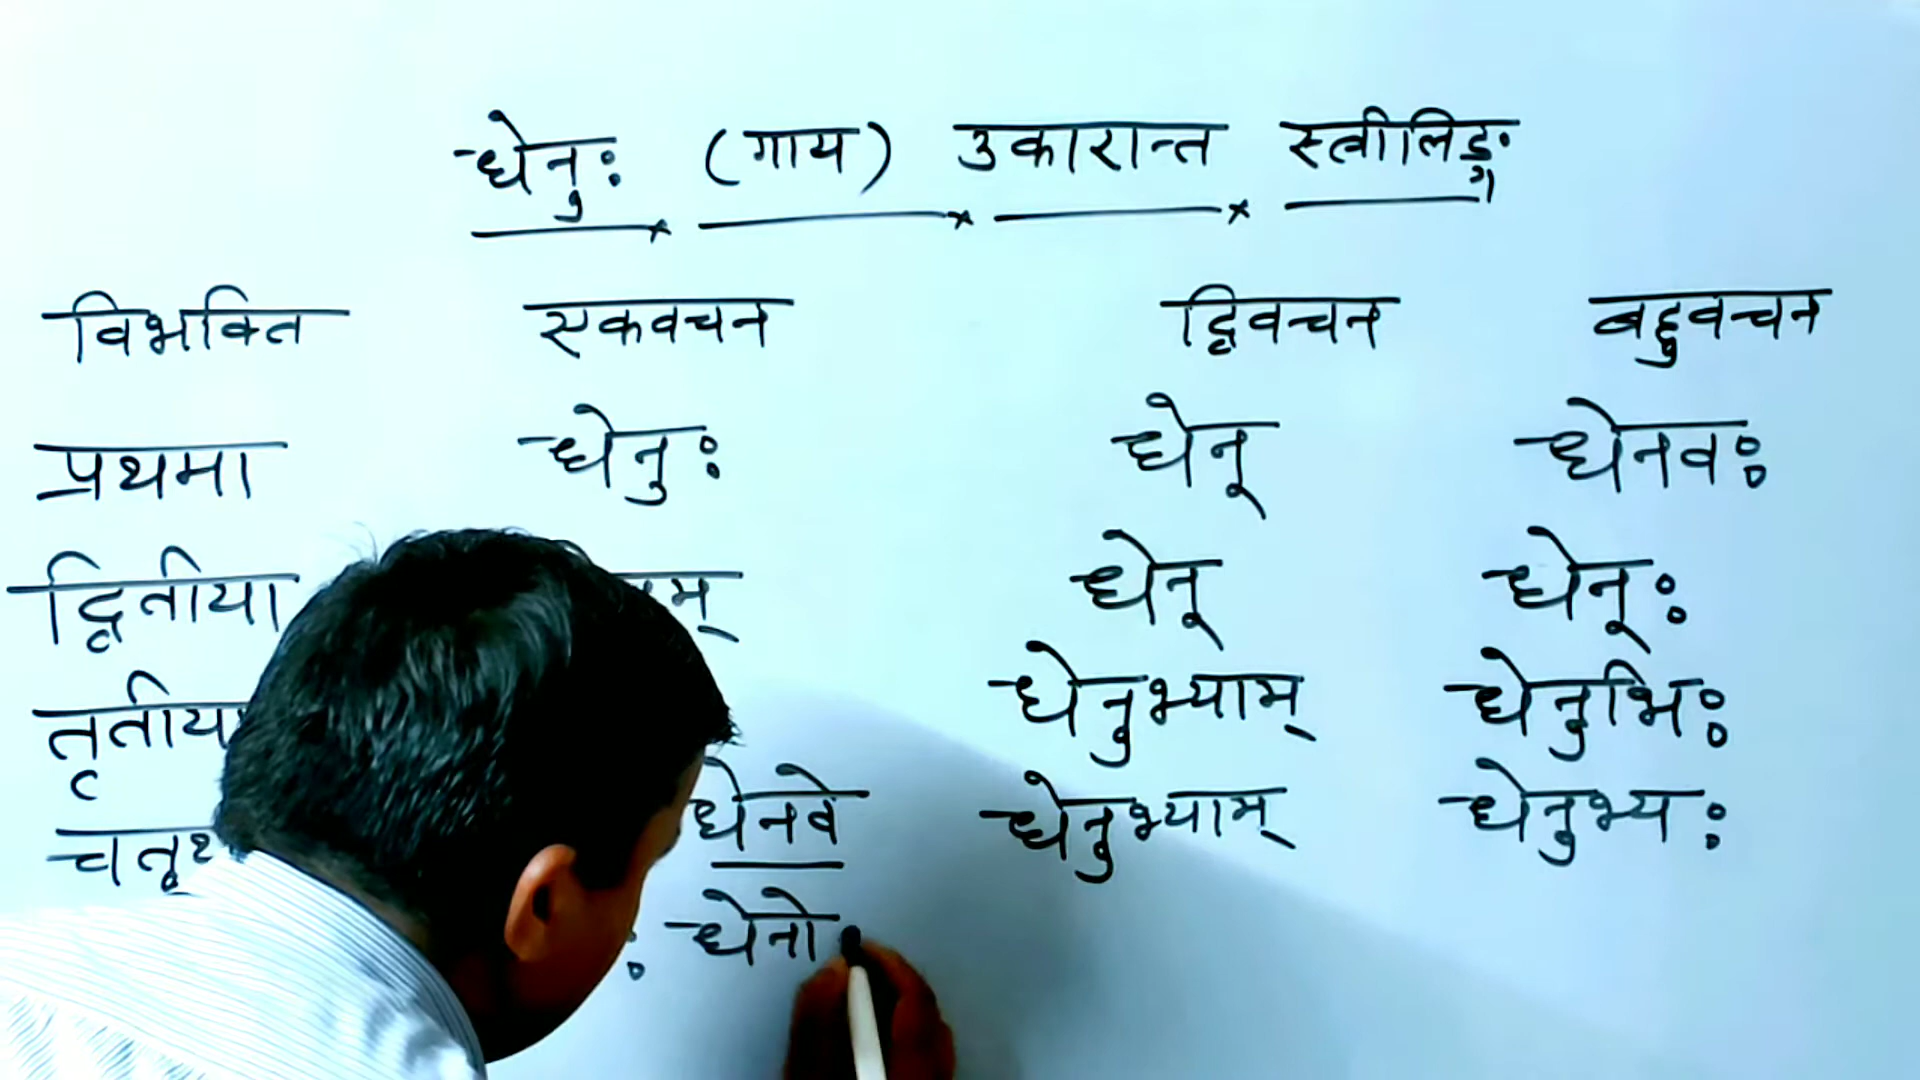 धेनुः (गाय) उकारान्त स्त्रीलिङ्ग
विभक्ति एकवचन द्विवचन बहुवचन
प्रथमा धेनुः धेनू धेनवः
द्वितीया धेनू धेनूः
तृतीया धेनुभ्याम् धेनुभिः
धेनवे धेनुभ्याम् धेनुभ्यः
धेनो